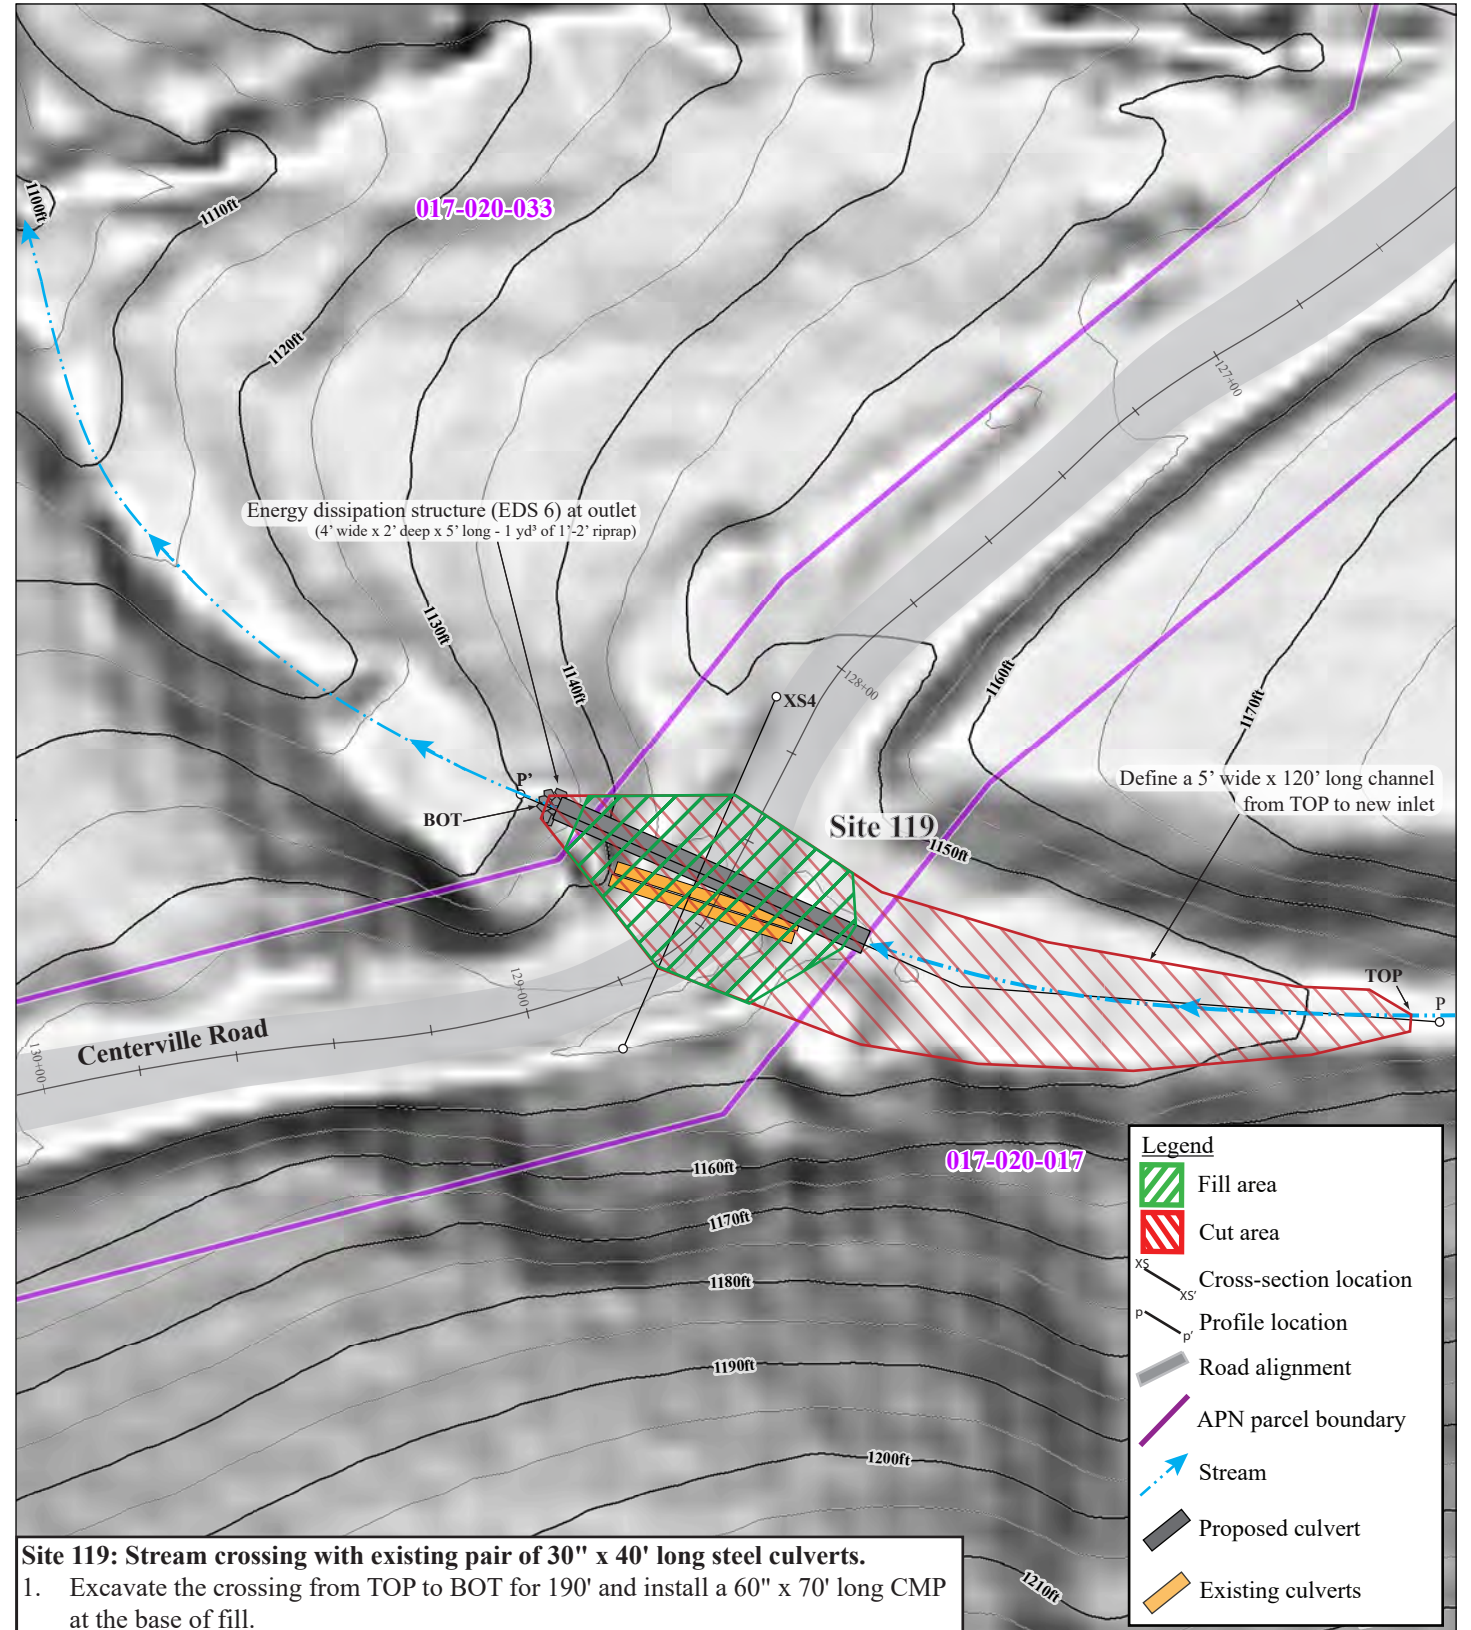 1100ft
1110ft
017-020-033
1120ft
127+00
Energy dissipation structure (EDS 6) at outlet
(4' wide x 2' deep x 5' long - 1 yd³ of 1'-2' riprap)
1130ft
1140ft
128+00
XS4
1160ft
1170ft
P'
BOT
Define a 5' wide x 120' long channel
from TOP to new inlet
Site 119
1150ft
TOP
P
129+00
Centerville Road
130+00
1160ft
017-020-017
1170ft
1180ft
1190ft
1200ft
1210ft
Legend
Fill area
Cut area
XS
XS'
Cross-section location
P
P'
Profile location
Road alignment
APN parcel boundary
Stream
Proposed culvert
Existing culverts
Site 119: Stream crossing with existing pair of 30" x 40' long steel culverts.
1. Excavate the crossing from TOP to BOT for 190' and install a 60" x 70' long CMP
at the base of fill.